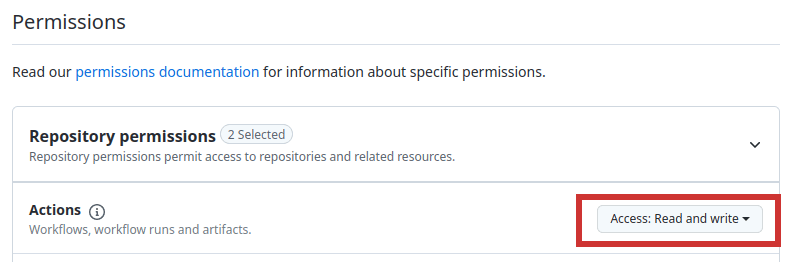 Permissions
Read our permissions documentation for information about specific permissions.
Repository permissions 2 Selected
Repository permissions permit access to repositories and related resources.
Actions
Access: Read and write
Workflows, workflow runs and artifacts.